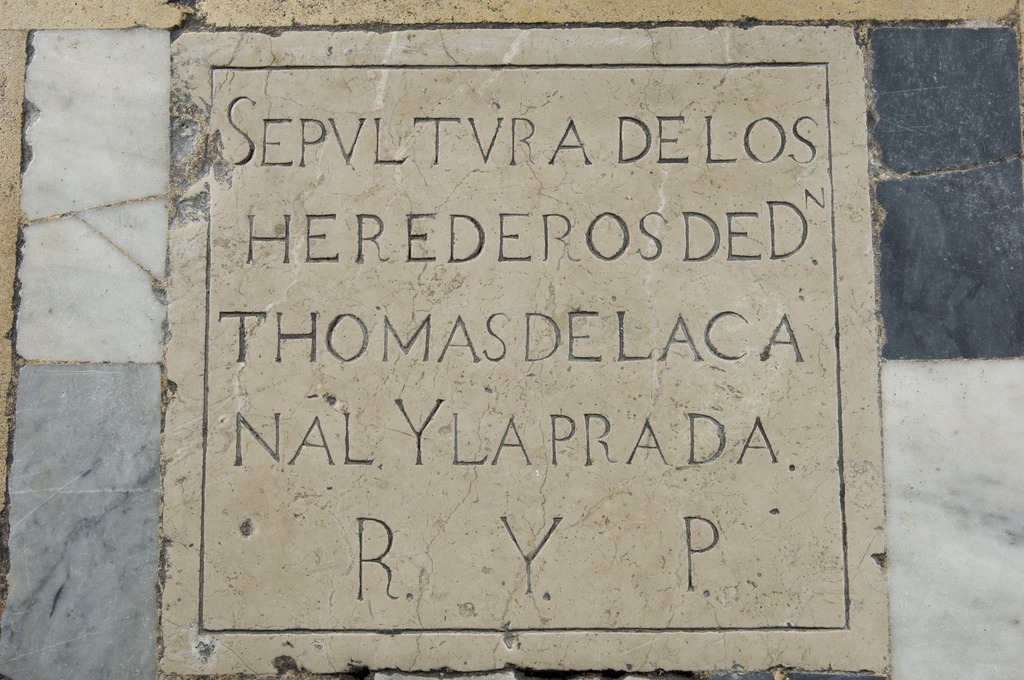 SEPVLTVRA DE LOS
HEREDEROS DE Dᴺ.
THOMAS DE LA CA
NAL Y LA PRADA.
R. Y. P.